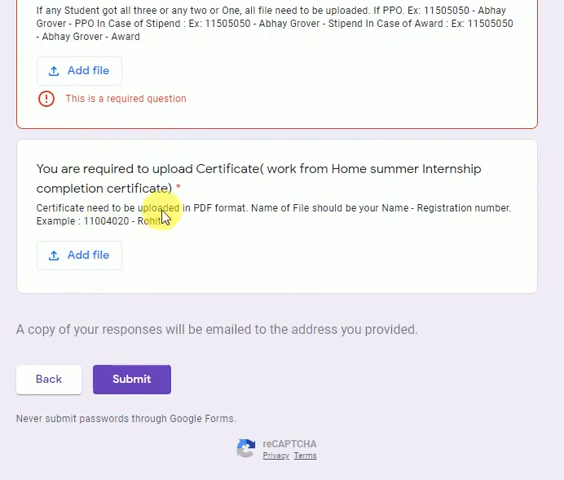 If any Student got all three or any two or One, all file need to be uploaded. If PPO. Ex: 11505050 - Abhay
Grover - PPO In Case of Stipend : Ex: 11505050 - Abhay Grover - Stipend In Case of Award : Ex: 11505050
- Abhay Grover - Award
Add file
This is a required question
You are required to upload Certificate( work from Home summer Internship
completion certificate) *
Certificate need to be uploaded in PDF format. Name of File should be your Name - Registration number.
Example : 11004020 -
Add file
A copy of your responses will be emailed to the address you provided.
Back
Submit
Never submit passwords through Google Forms.
reCAPTCHA
Privacy Terms